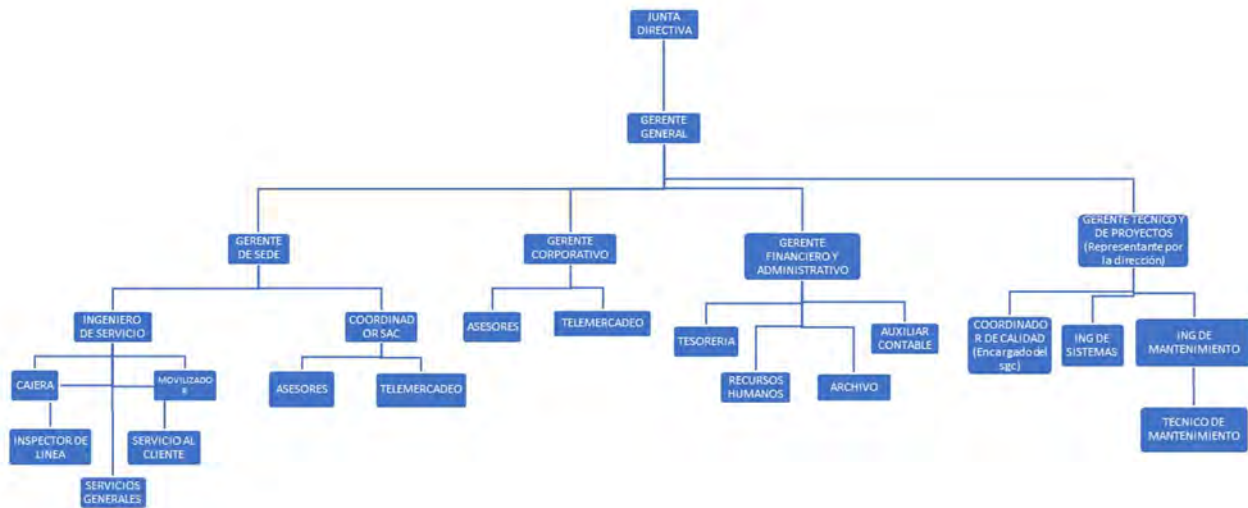 JUNTA
DIRECTIVA
GERENTE
GENERAL
GERENTE
DE SEDE
GERENTE
CORPORATIVO
GERENTE
FINANCIERO Y
ADMINISTRATIVO
GERENTE TECNICO Y
DE PROYECTOS
(Representante por
la dirección)
INGENIERO
DE SERVICIO
COORDINAD
OR SAC
ASESORES
TELEMERCADEO
TESORERIA
AUXILIAR
CONTABLE
COORDINADO
R DE CALIDAD
(Encargado del
sgc)
ING DE
SISTEMAS
iNG DE
MANTENIMIENTO
CAJERA
MOVILIZADO
R
ASESORES
TELEMERCADEO
RECURSOS
HUMANOS
ARCHIVO
INSPECTOR DE
LINEA
SERVICIO AL
CLIENTE
TECNICO DE
MANTENIMIENTO
SERVICIOS
GENERALES